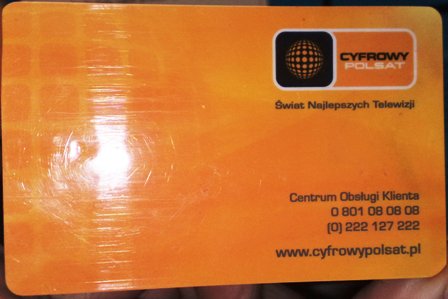 CYFROWY
POLSAT
Świat Najlepszych Telewizji
Centrum Obsługi Klienta
0 801 08 08 08
(0) 222 127 222
www.cyfrowypolsat.pl